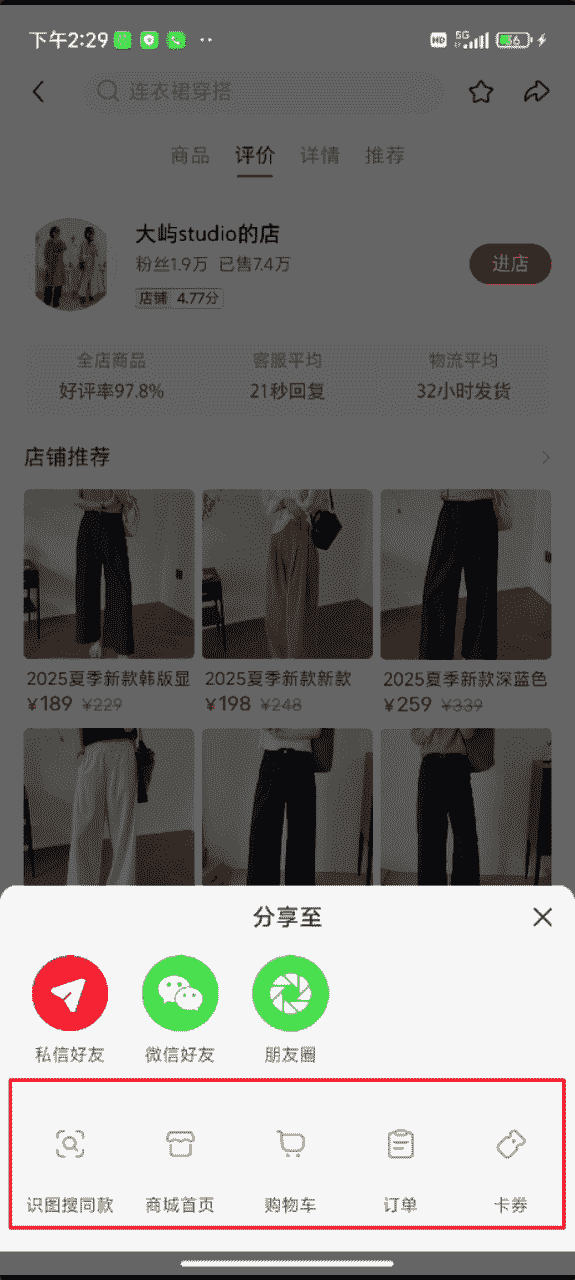 下午2:29
HD 5G 56
连衣裙穿搭
商品 评价 详情 推荐
大屿studio的店
粉丝1.9万 已售7.4万
进店
店铺 4.77分
全店商品 客服平均 物流平均
好评率97.8% 21秒回复 32小时发货
店铺推荐
2025夏季新款韩版显 2025夏季新款新款 2025夏季新款深蓝色
¥189 ¥229 ¥198 ¥248 ¥259 ¥339
分享至
私信好友 微信好友 朋友圈
识图搜同款 商城首页 购物车 订单 卡券